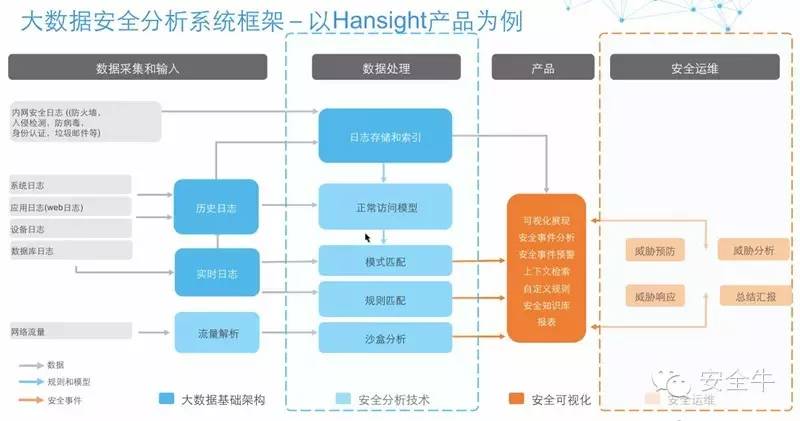 大数据安全分析系统框架 – 以Hansight产品为例
数据采集和输入
数据处理
产品
安全运维
内网安全日志 ((防火墙、
入侵检测、防病毒、
身份认证、垃圾邮件等)
系统日志
应用日志(web日志)
设备日志
数据库日志
网络流量
历史日志
实时日志
流量解析
日志存储和索引
正常访问模型
模式匹配
规则匹配
沙盒分析
可视化展现
安全事件分析
安全事件预警
上下文检索
自定义规则
安全知识库
报表
威胁预防
威胁分析
威胁响应
总结汇报
数据
规则和模型
安全事件
大数据基础架构
安全分析技术
安全可视化
安全运维
安全牛